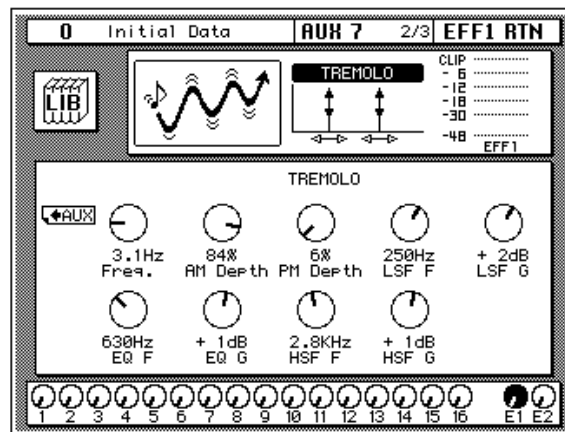 0 Initial Data AUX 7 2/3 EFF1 RTN
LIB
TREMOLO
CLIP
- 6
-12
-18
-30
-48
EFF1
TREMOLO
AUX
3.1Hz 84% 6% 250Hz + 2dB
Freq. AM Depth PM Depth LSF F LSF G
630Hz + 1dB 2.8KHz + 1dB
EQ F EQ G HSF F HSF G
1 2 3 4 5 6 7 8 9 10 11 12 13 14 15 16 E1 E2